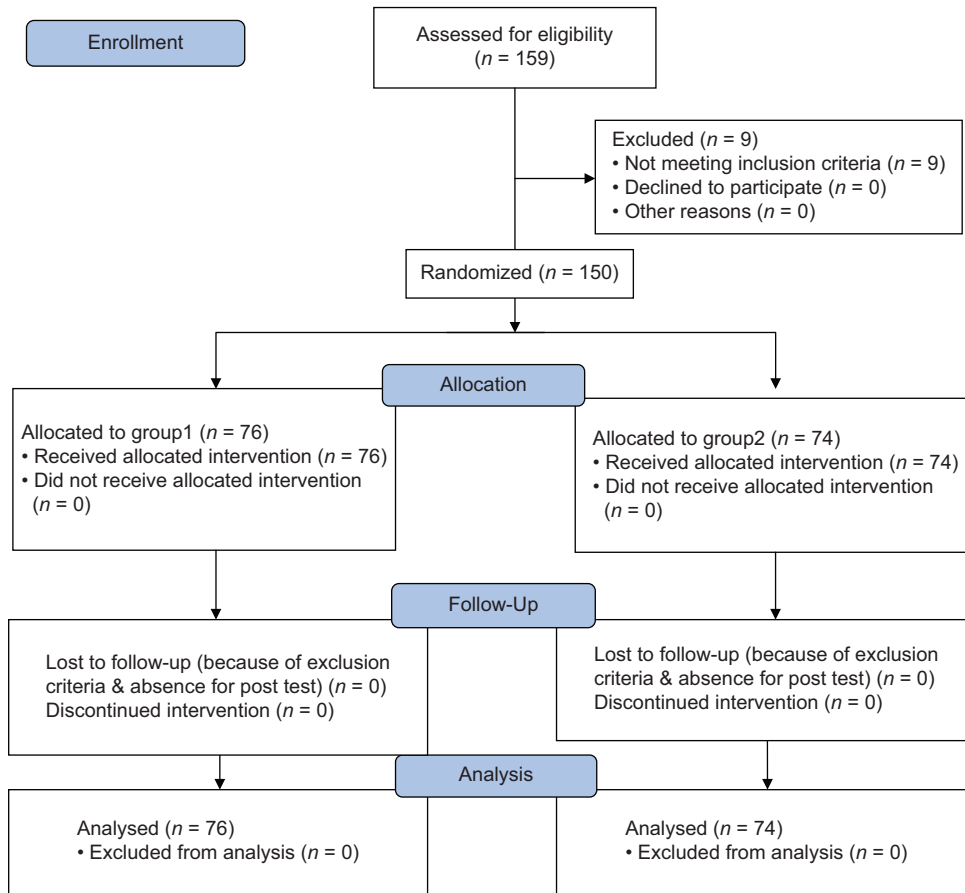 Enrollment
Assessed for eligibility
(n = 159)
Excluded (n = 9)
• Not meeting inclusion criteria (n = 9)
• Declined to participate (n = 0)
• Other reasons (n = 0)
Randomized (n = 150)
Allocation
Allocated to group1 (n = 76)
• Received allocated intervention (n = 76)
• Did not receive allocated intervention
(n = 0)
Allocated to group2 (n = 74)
• Received allocated intervention (n = 74)
• Did not receive allocated intervention
(n = 0)
Follow-Up
Lost to follow-up (because of exclusion
criteria & absence for post test) (n = 0)
Discontinued intervention (n = 0)
Lost to follow-up (because of exclusion
criteria & absence for post test) (n = 0)
Discontinued intervention (n = 0)
Analysis
Analysed (n = 76)
• Excluded from analysis (n = 0)
Analysed (n = 74)
• Excluded from analysis (n = 0)